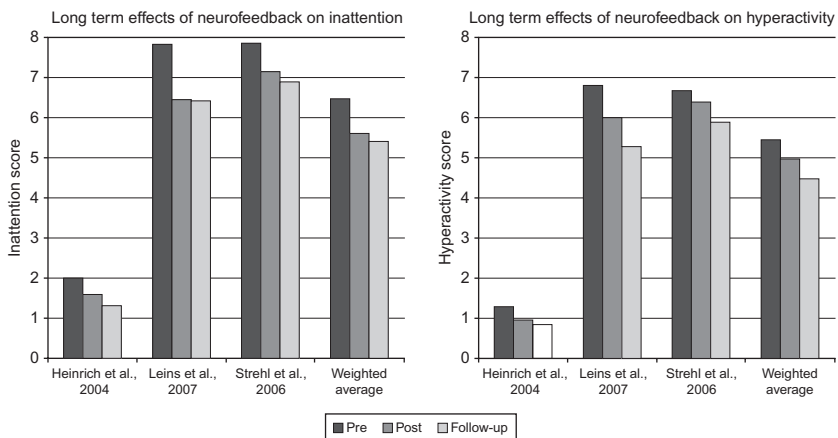 Long term effects of neurofeedback on inattention
8
7
6
5
4
3
2
1
0
Inattention score
Heinrich et al.,
2004
Leins et al.,
2007
Strehl et al.,
2006
Weighted
average
Long term effects of neurofeedback on hyperactivity
8
7
6
5
4
3
2
1
0
Hyperactivity score
Heinrich et al.,
2004
Leins et al.,
2007
Strehl et al.,
2006
Weighted
average
Pre Post Follow-up